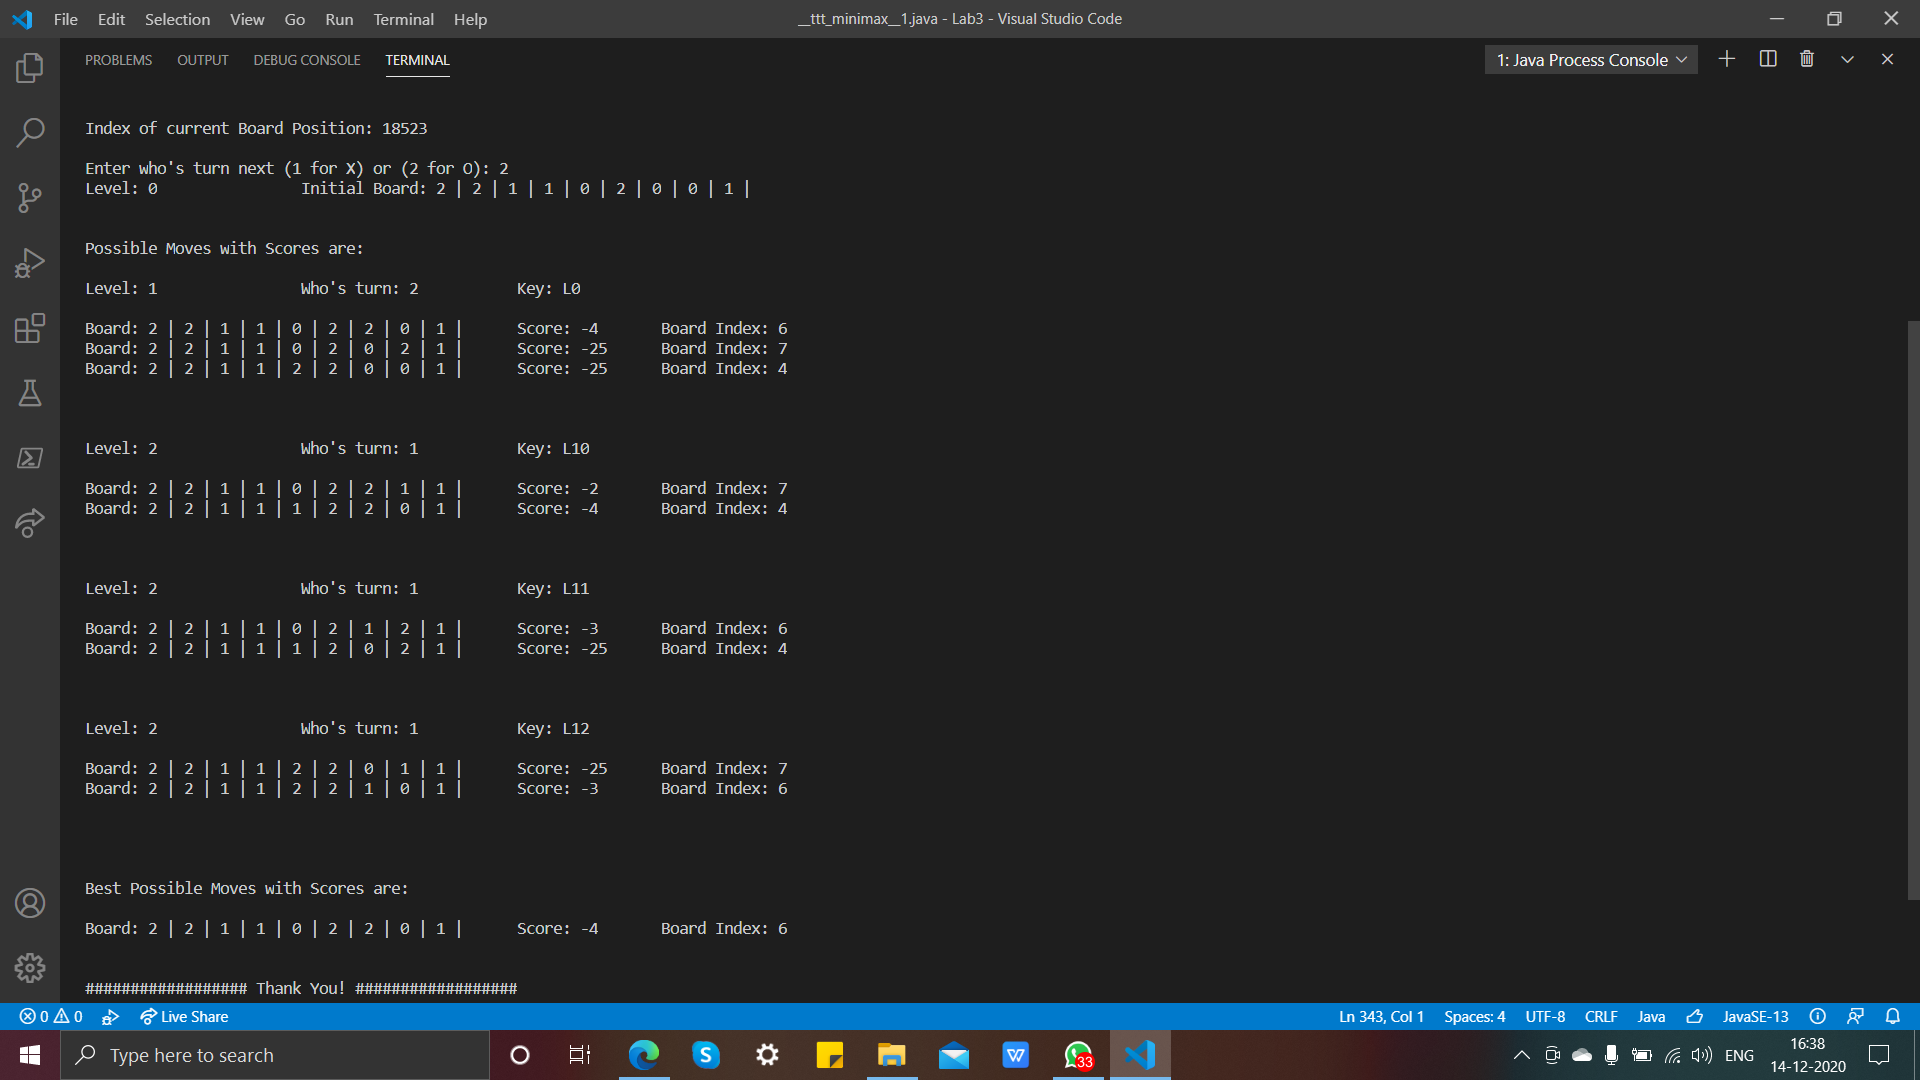 File Edit Selection View Go Run Terminal Help
__ttt_minimax__1.java - Lab3 - Visual Studio Code
PROBLEMS OUTPUT DEBUG CONSOLE TERMINAL
1: Java Process Console
Index of current Board Position: 18523
Enter who's turn next (1 for X) or (2 for O): 2
Level: 0 Initial Board: 2 | 2 | 1 | 1 | 0 | 2 | 0 | 0 | 1 |
Possible Moves with Scores are:
Level: 1 Who's turn: 2 Key: L0
Board: 2 | 2 | 1 | 1 | 0 | 2 | 2 | 0 | 1 | Score: -4 Board Index: 6
Board: 2 | 2 | 1 | 1 | 0 | 2 | 0 | 2 | 1 | Score: -25 Board Index: 7
Board: 2 | 2 | 1 | 1 | 2 | 2 | 0 | 0 | 1 | Score: -25 Board Index: 4
Level: 2 Who's turn: 1 Key: L10
Board: 2 | 2 | 1 | 1 | 0 | 2 | 2 | 1 | 1 | Score: -2 Board Index: 7
Board: 2 | 2 | 1 | 1 | 1 | 2 | 2 | 0 | 1 | Score: -4 Board Index: 4
Level: 2 Who's turn: 1 Key: L11
Board: 2 | 2 | 1 | 1 | 0 | 2 | 1 | 2 | 1 | Score: -3 Board Index: 6
Board: 2 | 2 | 1 | 1 | 1 | 2 | 0 | 2 | 1 | Score: -25 Board Index: 4
Level: 2 Who's turn: 1 Key: L12
Board: 2 | 2 | 1 | 1 | 2 | 2 | 0 | 1 | 1 | Score: -25 Board Index: 7
Board: 2 | 2 | 1 | 1 | 2 | 2 | 1 | 0 | 1 | Score: -3 Board Index: 6
Best Possible Moves with Scores are:
Board: 2 | 2 | 1 | 1 | 0 | 2 | 2 | 0 | 1 | Score: -4 Board Index: 6
################## Thank You! ##################
0 0 Live Share Ln 343, Col 1 Spaces: 4 UTF-8 CRLF Java JavaSE-13
Type here to search
S
W
33
ENG
16:38
14-12-2020